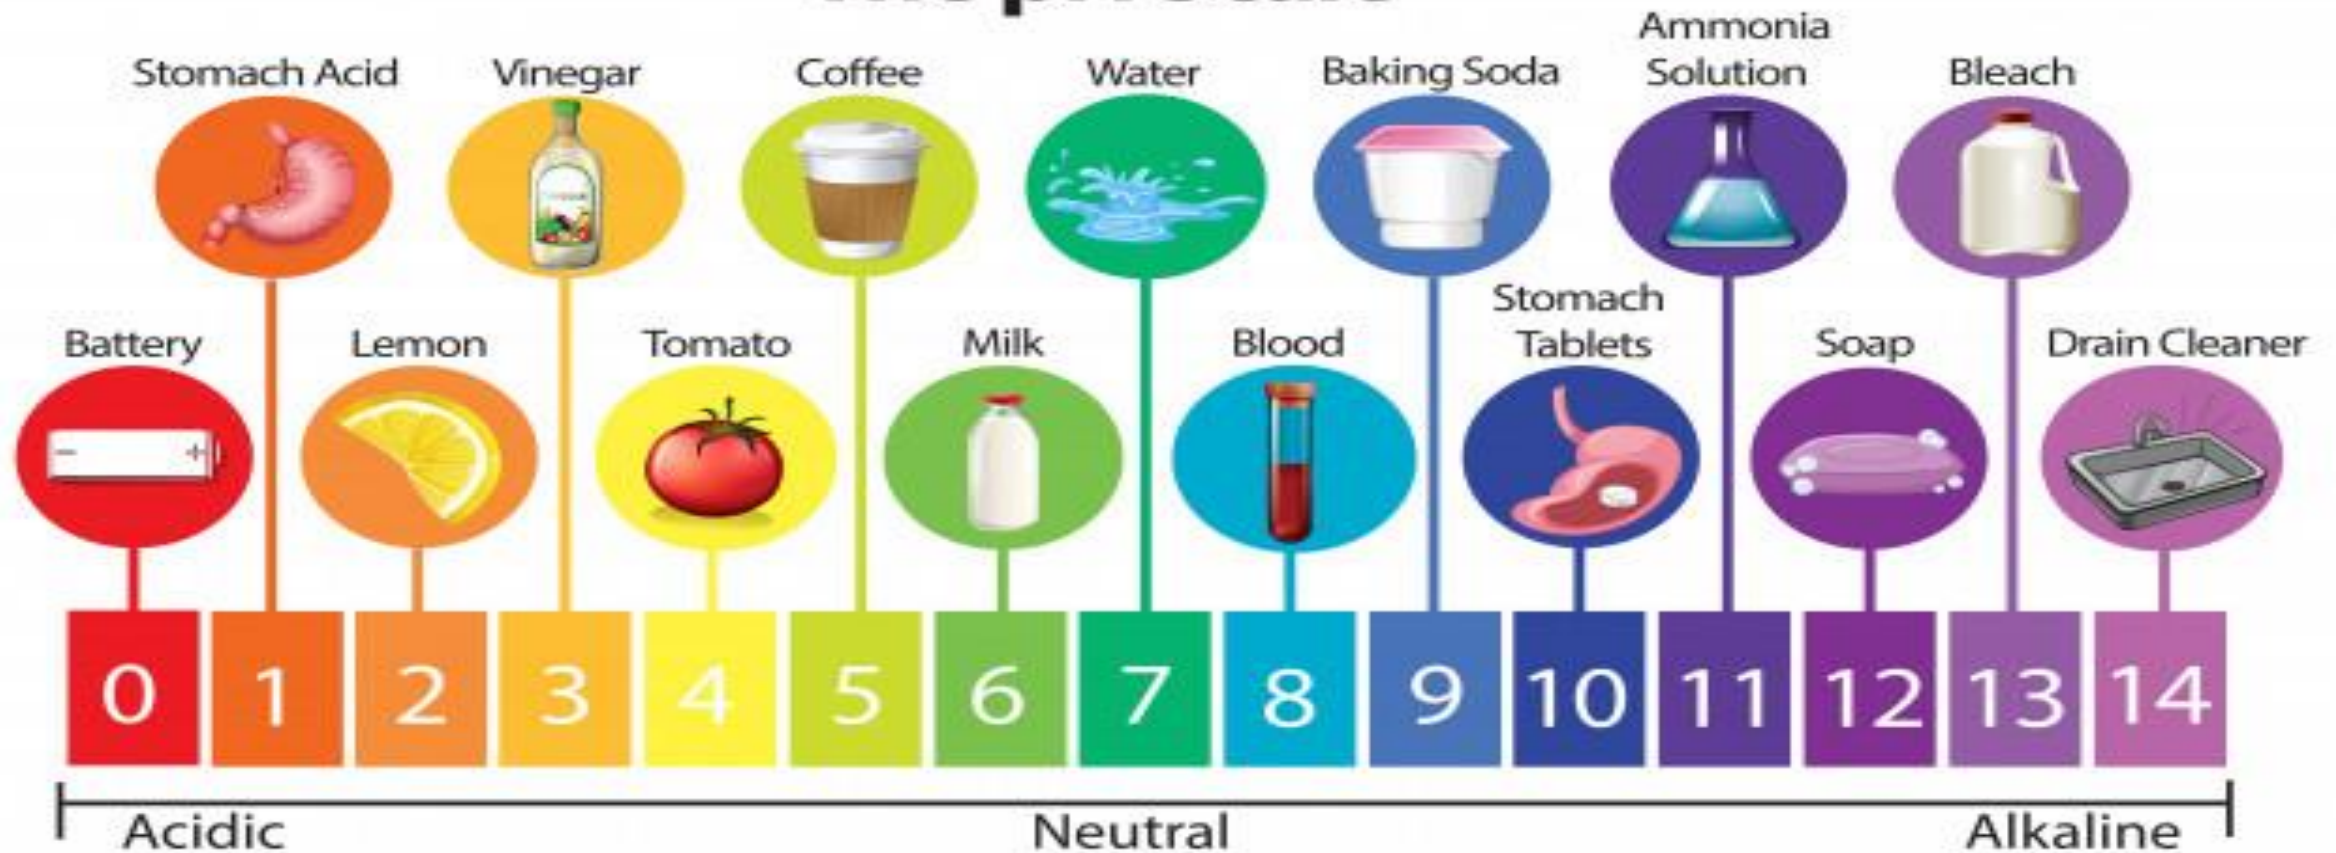 Ammonia
Stomach Acid Vinegar Coffee Water Baking Soda Solution Bleach
Stomach
Battery Lemon Tomato Milk Blood Tablets Soap Drain Cleaner
- +
0 1 2 3 4 5 6 7 8 9 10 11 12 13 14
Acidic Neutral Alkaline